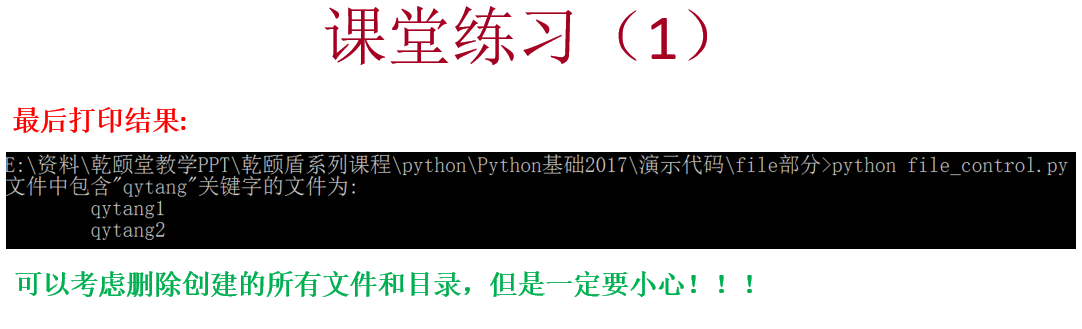 课堂练习（1）
最后打印结果:
E:\资料\乾颐堂教学PPT\乾颐盾系列课程\python\Python基础2017\演示代码\file部分>python file_control.py
文件中包含"qytang"关键字的文件为:
qytang1
qytang2
可以考虑删除创建的所有文件和目录，但是一定要小心！！！